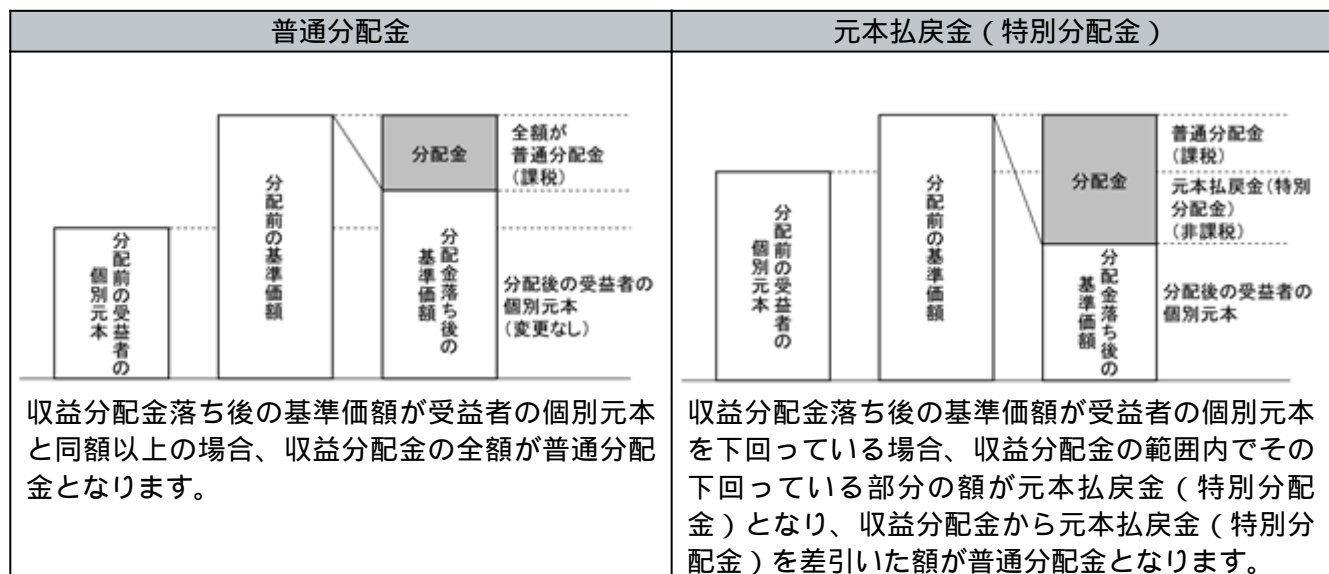 普通分配金
分配前の受益者の
個別元本
分配前の基準価額
分配金
分配金落ち後の
基準価額
全額が
普通分配金
(課税)
分配後の受益者の
個別元本
(変更なし)
収益分配金落ち後の基準価額が受益者の個別元本
と同額以上の場合、収益分配金の全額が普通分配
金となります。
元本払戻金（特別分配金）
分配前の受益者の
個別元本
分配前の基準価額
分配金
分配金落ち後の
基準価額
普通分配金
(課税)
元本払戻金(特別
分配金)
(非課税)
分配後の受益者の
個別元本
収益分配金落ち後の基準価額が受益者の個別元本
を下回っている場合、収益分配金の範囲内でその
下回っている部分の額が元本払戻金（特別分配
金）となり、収益分配金から元本払戻金（特別分
配金）を差引いた額が普通分配金となります。